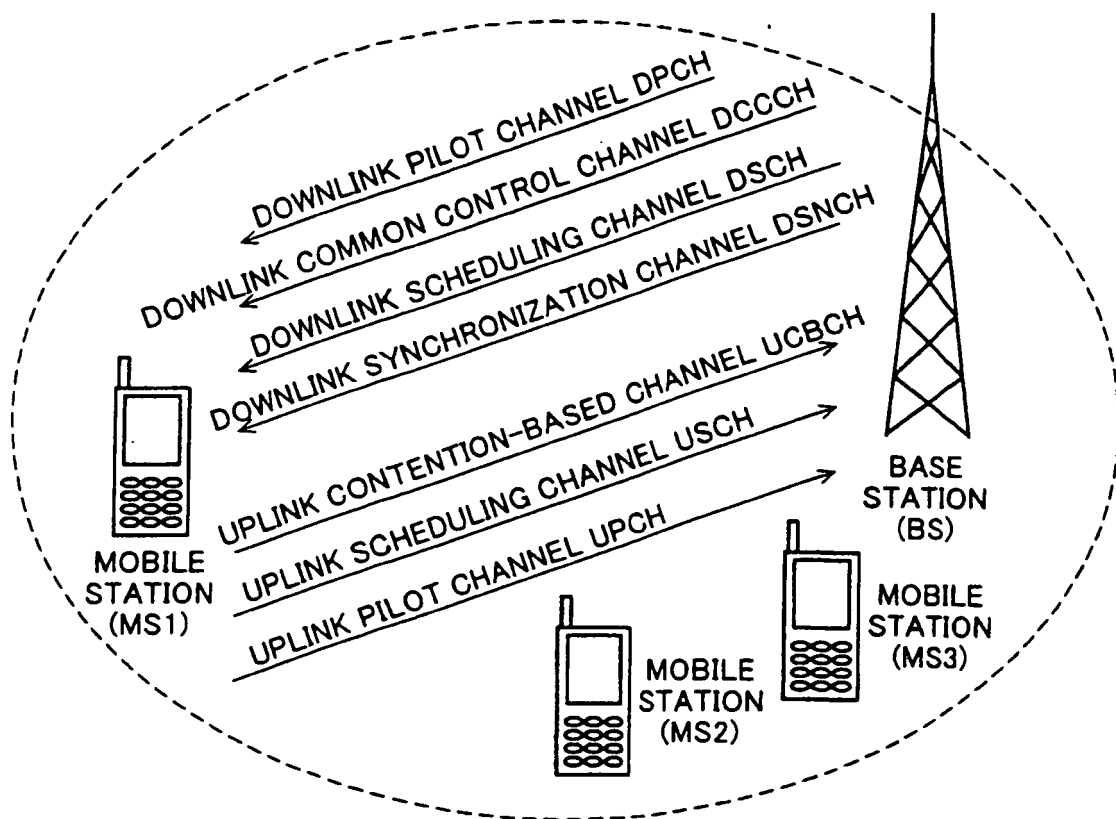 DOWNLINK PILOT CHANNEL DPCH
DOWNLINK COMMON CONTROL CHANNEL DCCCH
DOWNLINK SCHEDULING CHANNEL DSCH
DOWNLINK SYNCHRONIZATION CHANNEL DSNCH
UPLINK CONTENTION-BASED CHANNEL UCBCH
UPLINK SCHEDULING CHANNEL USCH
UPLINK PILOT CHANNEL UPCH
MOBILE
STATION
(MS1)
BASE
STATION
(BS)
MOBILE
STATION
(MS2)
MOBILE
STATION
(MS3)